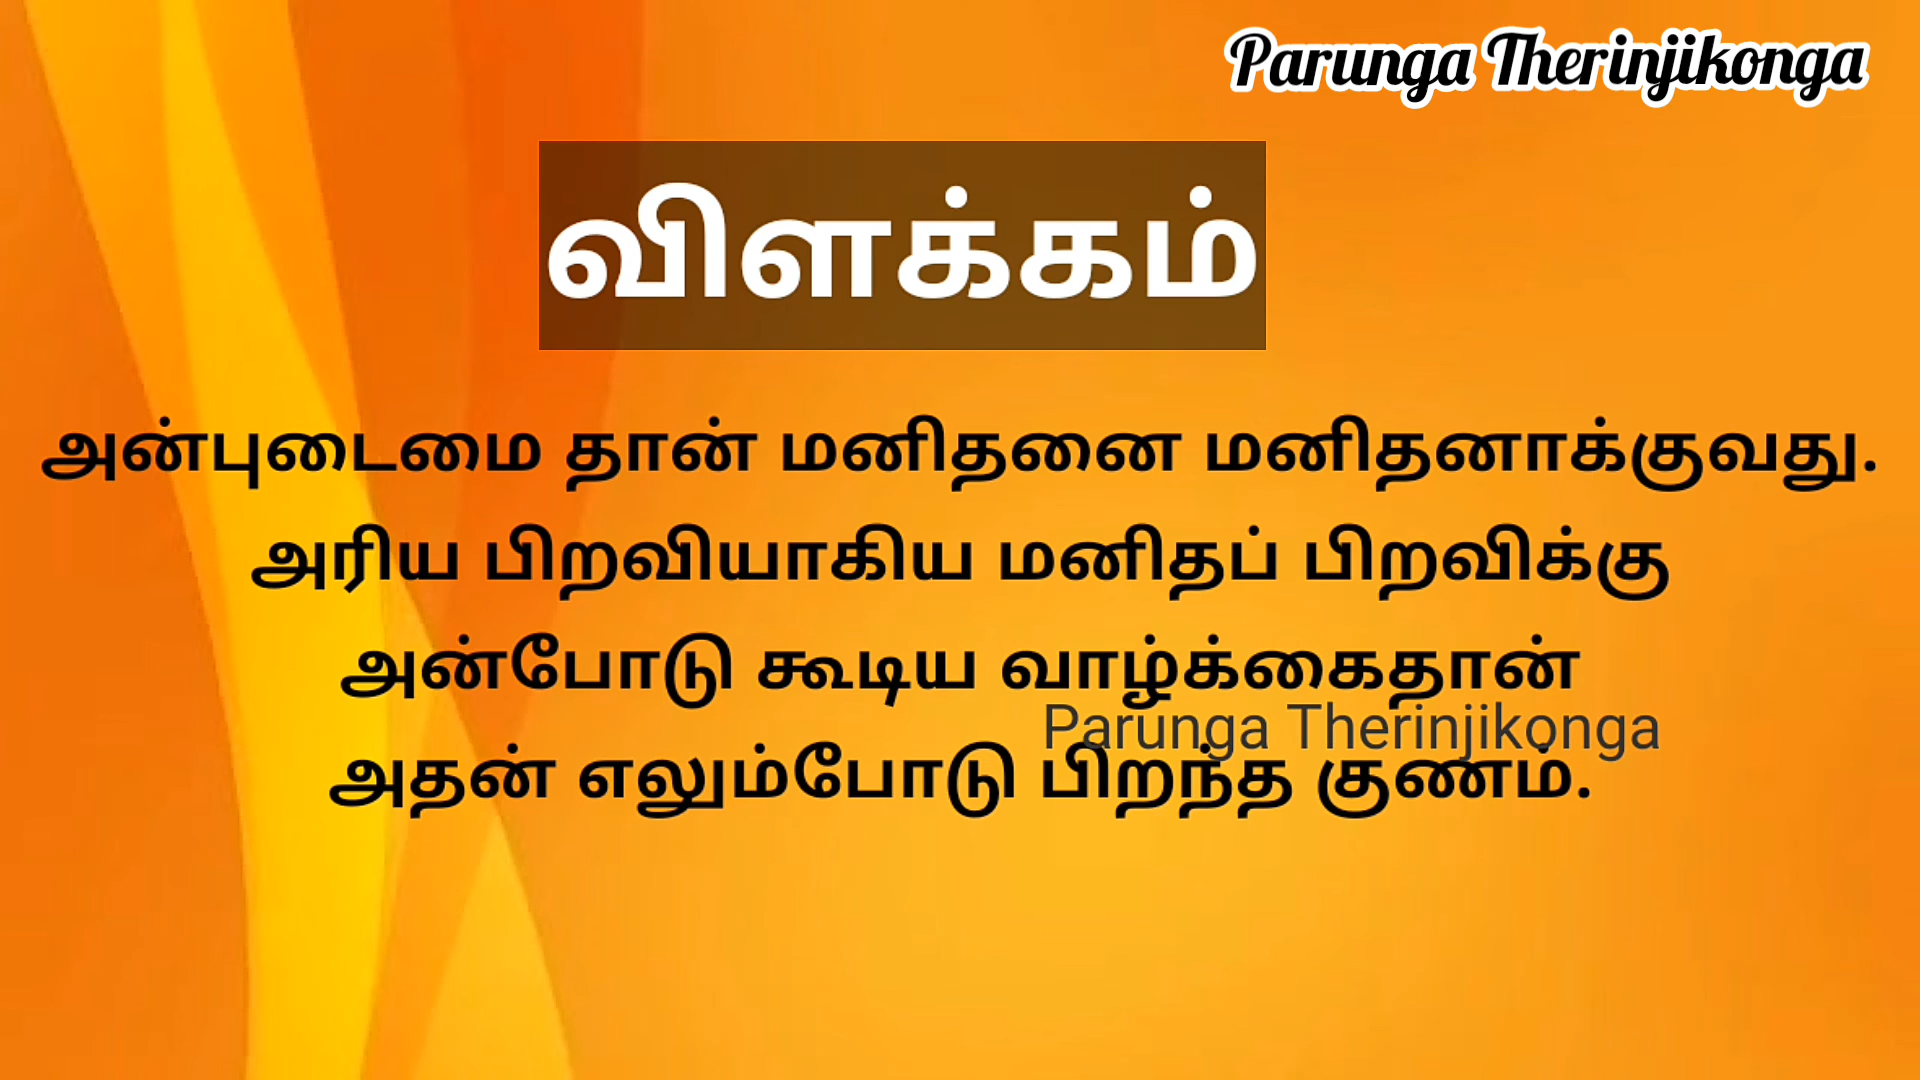 Parunga Therinjikonga
விளக்கம்
அன்புடைமை தான் மனிதனை மனிதனாக்குவது.
அரிய பிறவியாகிய மனிதப் பிறவிக்கு
அன்போடு கூடிய வாழ்க்கைதான்
Parunga Therinjikonga
அதன் எலும்போடு பிறந்த குணம்.